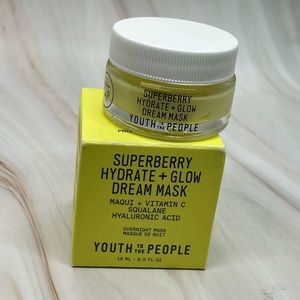 SUPERBERRY
HYDRATE + GLOW
DREAM MASK
YOUTH TO THE PEOPLE
SUPERBERRY
HYDRATE + GLOW
DREAM MASK
MAQUI + VITAMIN C
SQUALANE
HYALURONIC ACID
OVERNIGHT MASK
MASQUE DE NUIT
YOUTH TO THE PEOPLE
15 ML • 0.5 FL OZ